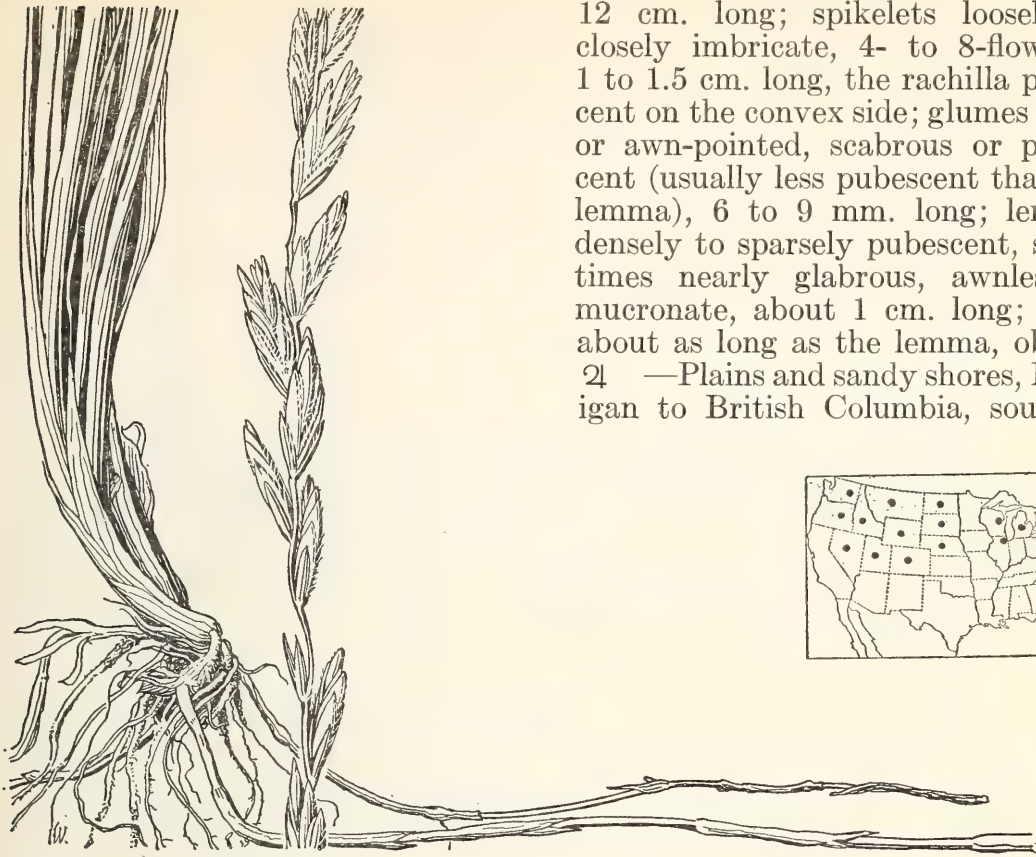 12 cm. long; spikelets loosel
closely imbricate, 4- to 8-flow
1 to 1.5 cm. long, the rachilla p
cent on the convex side; glumes
or awn-pointed, scabrous or p
cent (usually less pubescent tha
lemma), 6 to 9 mm. long; le
densely to sparsely pubescent, s
times nearly glabrous, awnle
mucronate, about 1 cm. long;
about as long as the lemma, o
♃ —Plains and sandy shores,
igan to British Columbia, sou